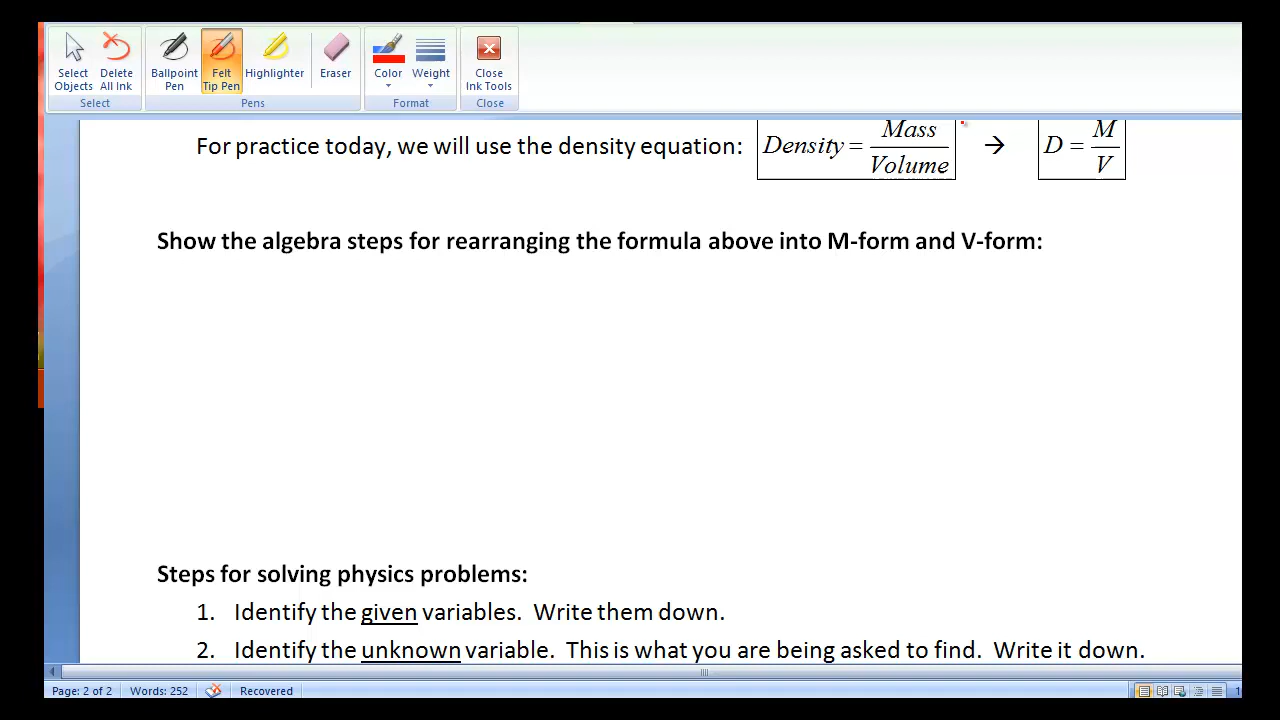 Select Objects
Delete All Ink
Ballpoint Pen
Felt Tip Pen
Highlighter
Eraser
Color
Weight
Close Ink Tools
Select
Pens
Format
Close
For practice today, we will use the density equation: Density = Mass / Volume → D = M / V
Show the algebra steps for rearranging the formula above into M-form and V-form:
Steps for solving physics problems:
1. Identify the given variables. Write them down.
2. Identify the unknown variable. This is what you are being asked to find. Write it down.
Page: 2 of 2 Words: 252 Recovered 1